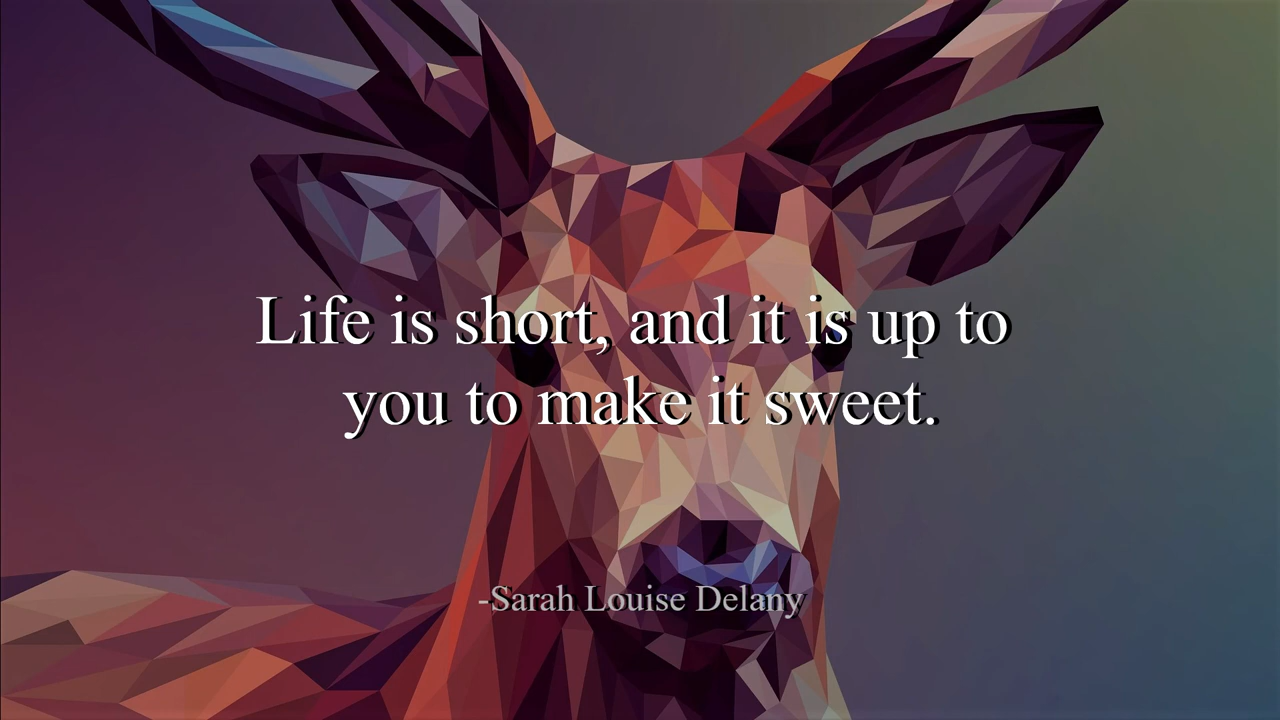 Life is short, and it is up to
you to make it sweet.
-Sarah Louise Delany